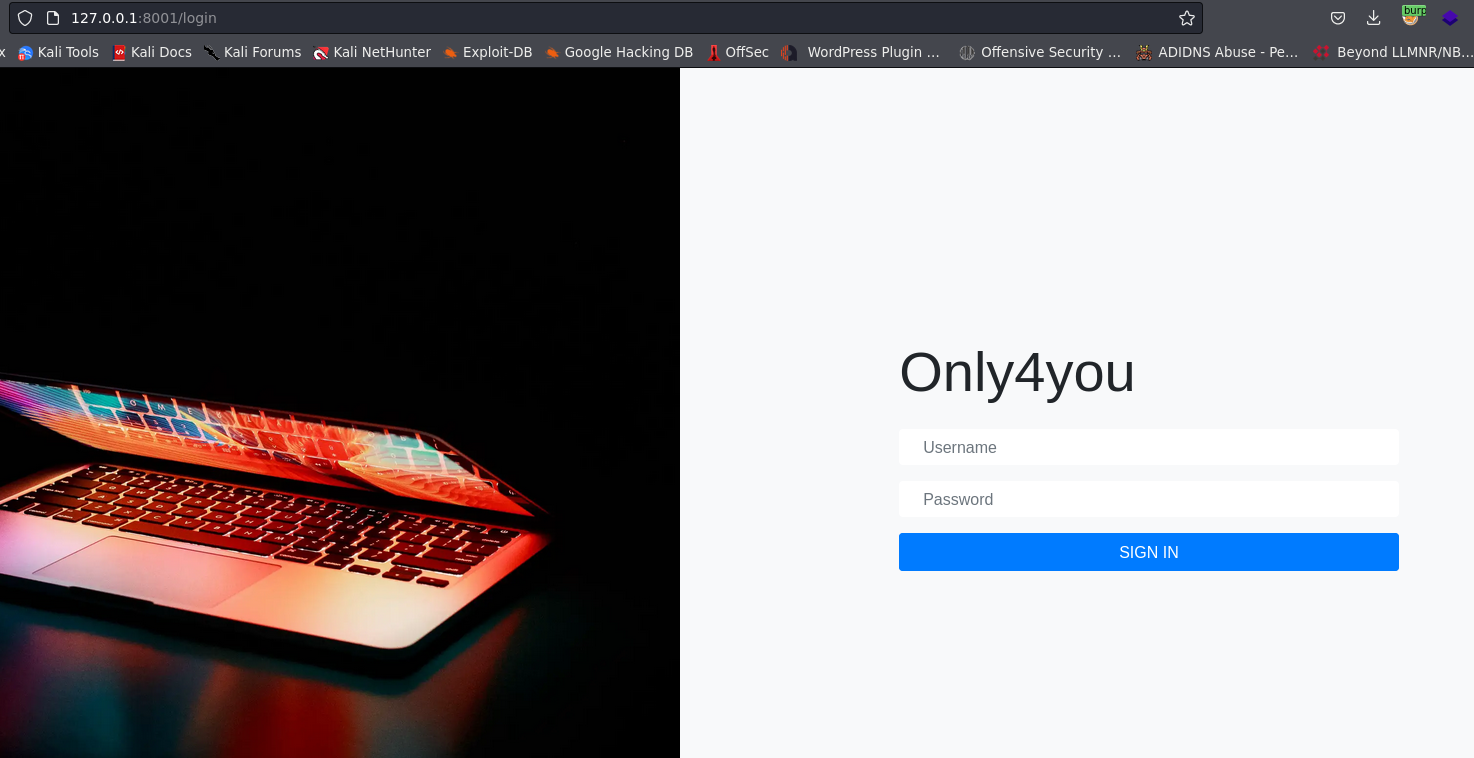 127.0.0.1:8001/login
burp
x Kali Tools Kali Docs Kali Forums Kali NetHunter Exploit-DB Google Hacking DB OffSec WordPress Plugin … Offensive Security … ADIDNS Abuse - Pe… Beyond LLMNR/NB…
Only4you
Username
Password
SIGN IN